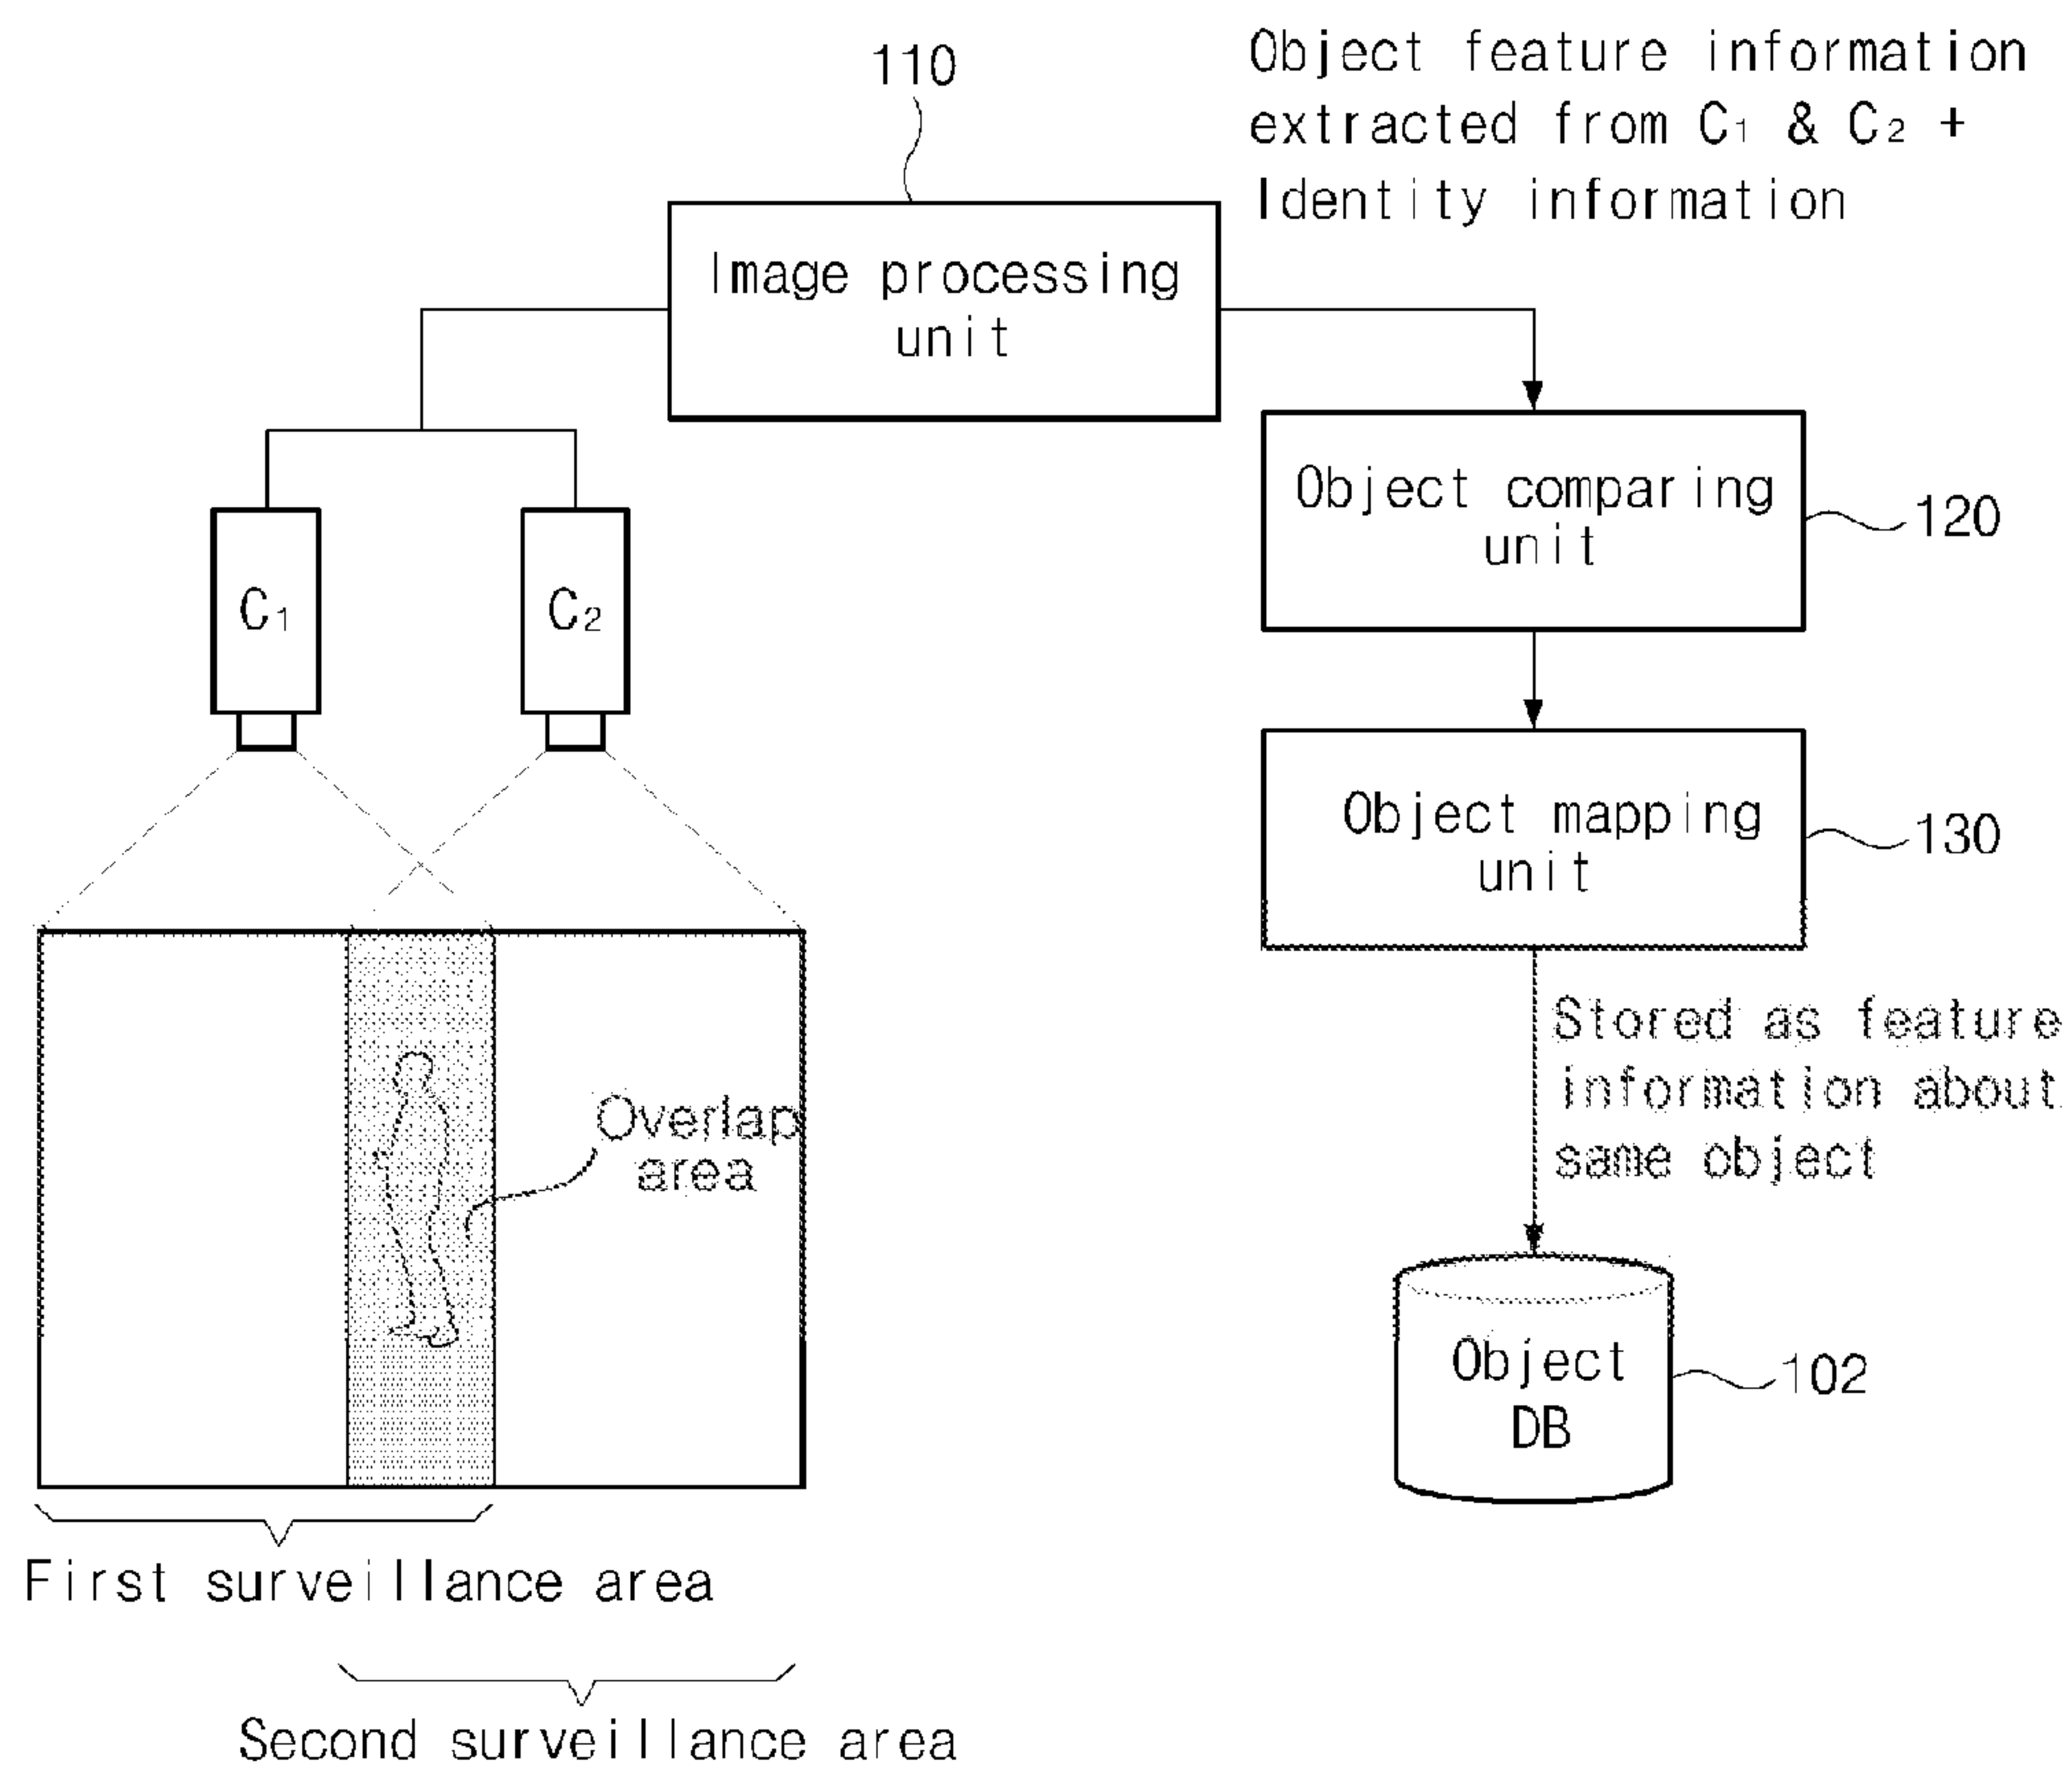 110
Object feature information
extracted from C₁ & C₂ +
Identity information
Image processing
unit
Object comparing
unit
120
C₁
C₂
Object mapping
unit
130
Stored as feature
information about
same object
Overlap
area
Object
DB
102
First surveillance area
Second surveillance area